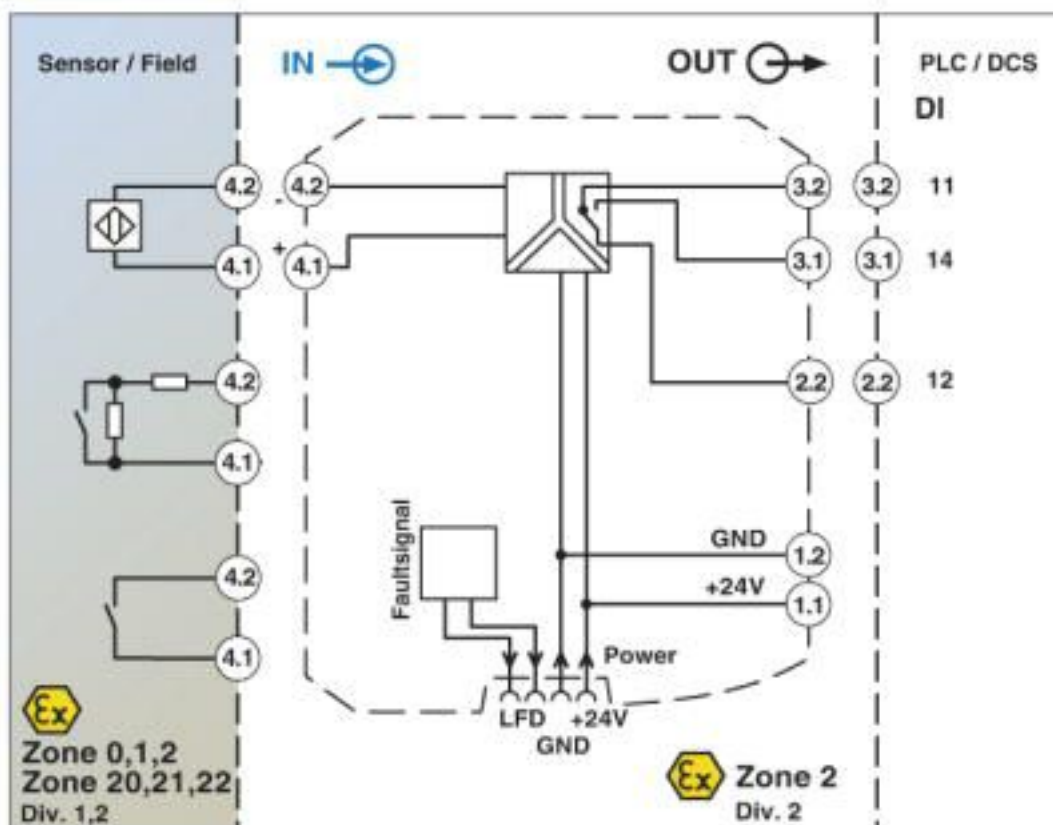 Sensor / Field
IN
OUT
PLC / DCS
DI
4.2
4.2
3.2
3.2
11
-
+
4.1
4.1
3.1
3.1
14
4.2
2.2
2.2
12
4.1
Faultsignal
GND
1.2
4.2
+24V
1.1
4.1
Power
Ex
LFD
+24V
GND
Zone 0,1,2
Zone 20,21,22
Div. 1,2
Ex
Zone 2
Div. 2